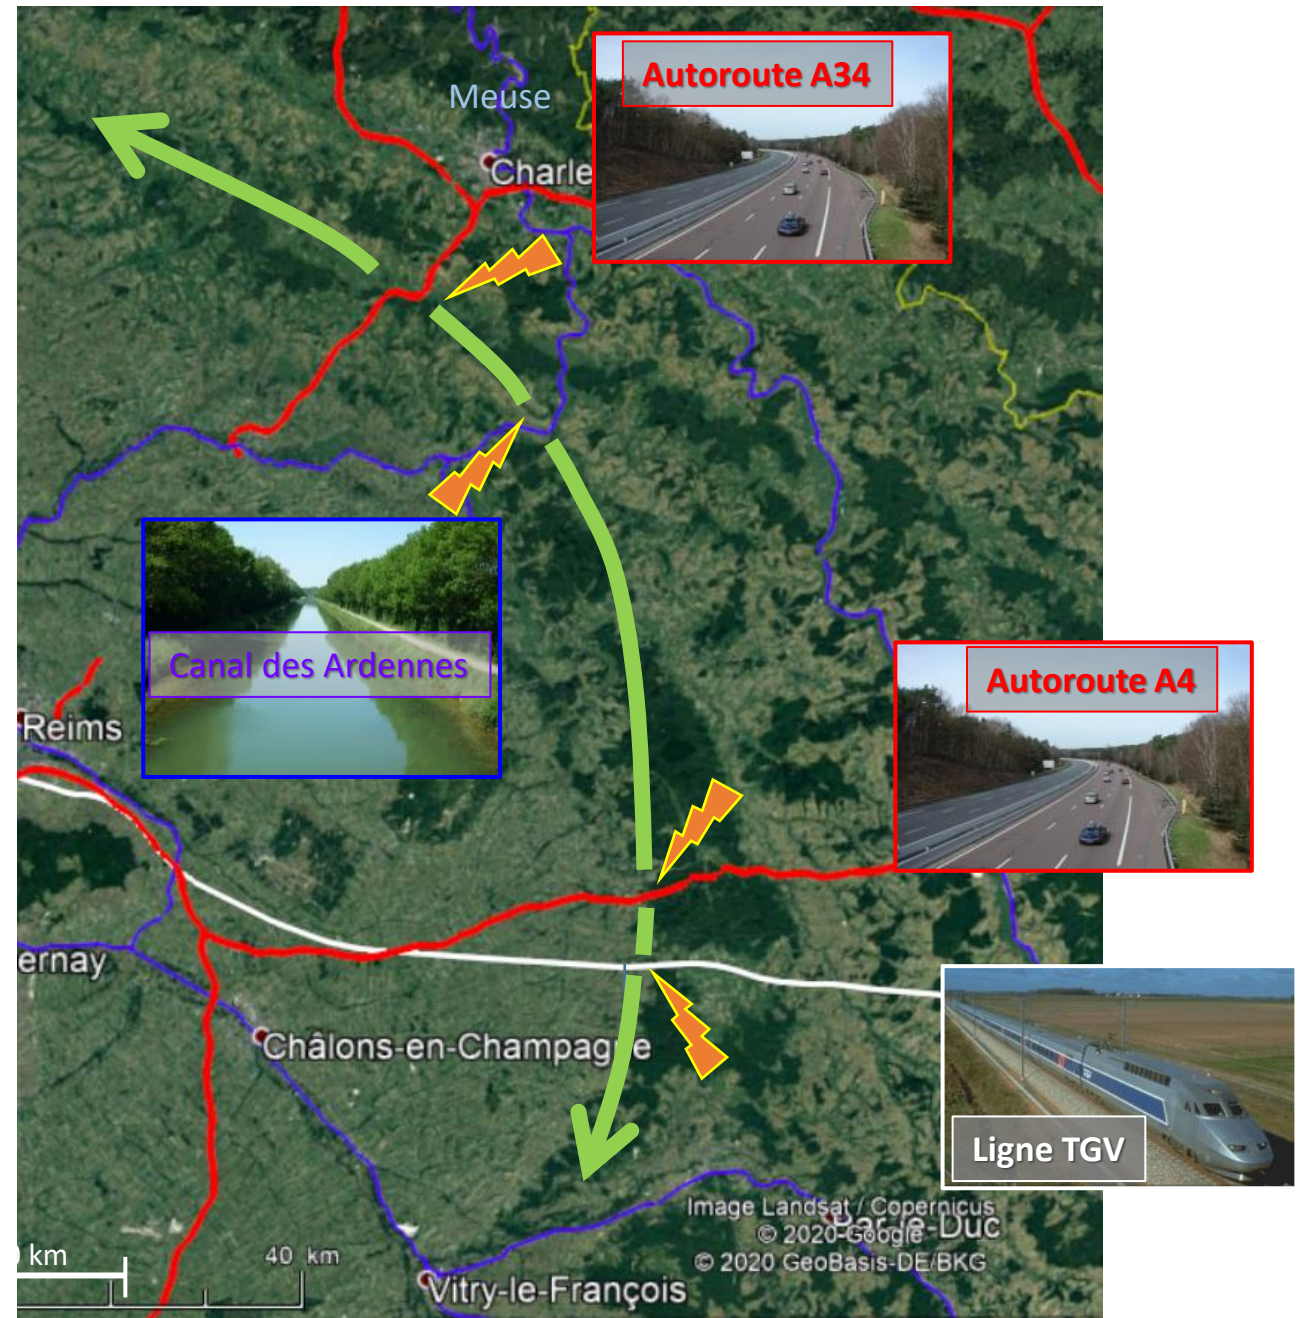 Autoroute A34
Meuse
Charle
Canal des Ardennes
Autoroute A4
Reims
ernay
Châlons-en-Champagne
Ligne TGV
Image Landsat / Copernicus
© 2020 Google
© 2020 GeoBasis-DE/BKG
Bar-le-Duc
km
40 km
Vitry-le-François